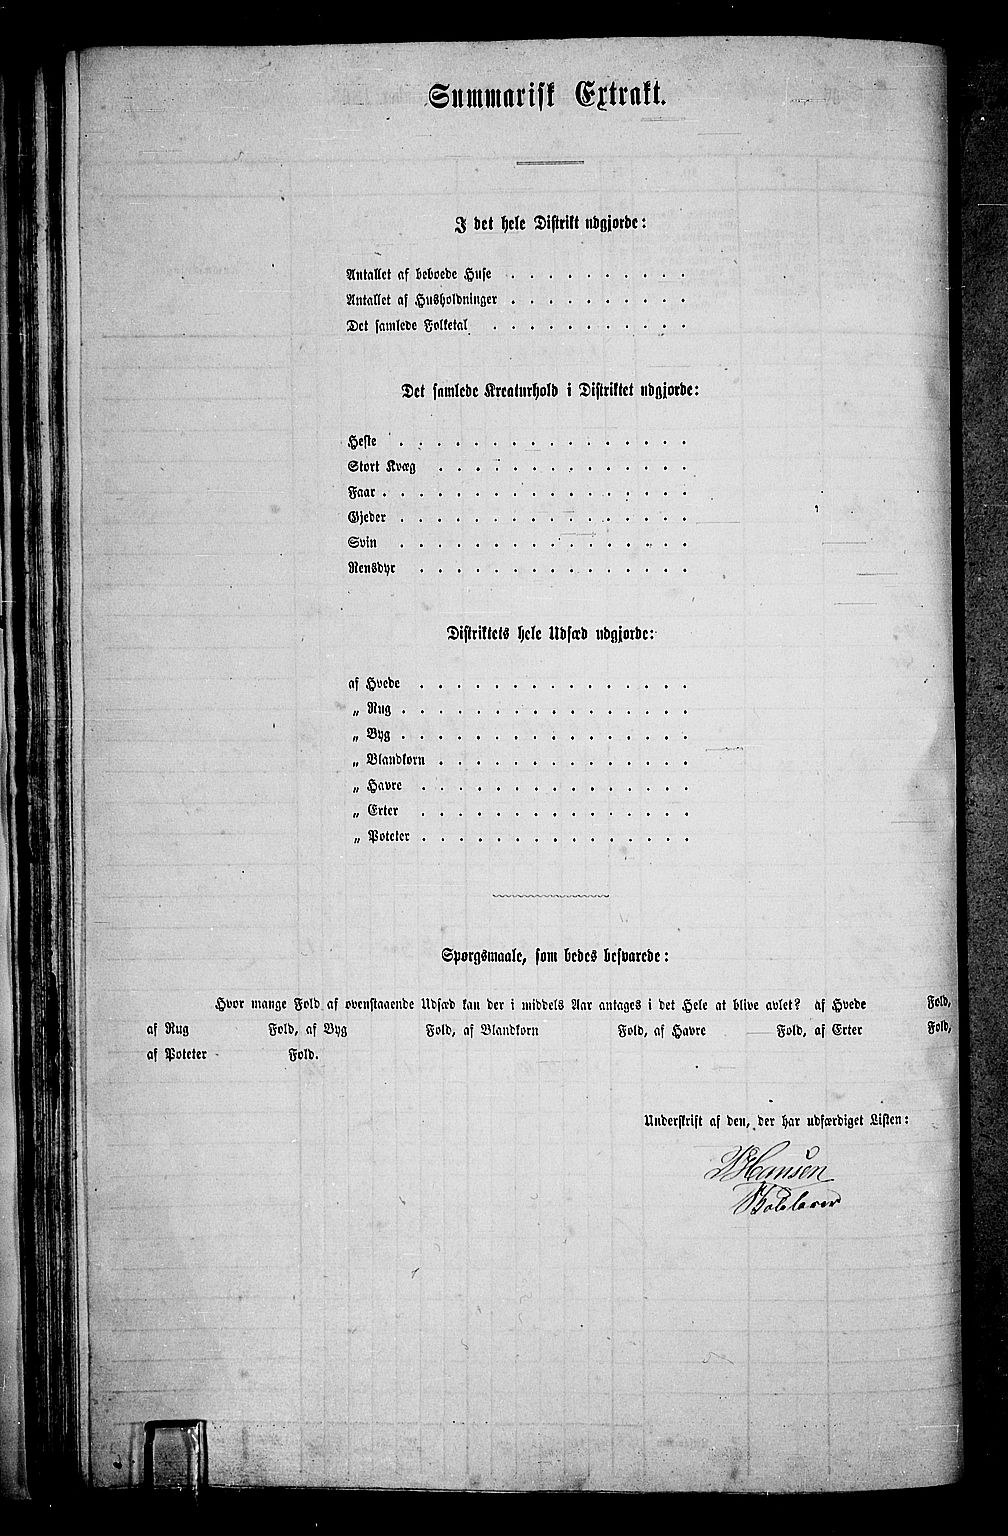 Summarisk Extrakt.
I det hele Distrikt udgjorde:
Antallet af beboede Huse . . . . . . . . . .
Antallet af Husholdninger . . . . . . . . . .
Det samlede Folketal . . . . . . . . . . .
Det samlede Kreaturhold i Distriktet udgjorde:
Heste . . . . . . . . . . . . . . . .
Stort Kvæg . . . . . . . . . . . . . .
Faar . . . . . . . . . . . . . . . . .
Gjeder . . . . . . . . . . . . . . . .
Svin . . . . . . . . . . . . . . . .
Rensdyr . . . . . . . . . . . . . . .
Distriktets hele Udsæd udgjorde:
af Hvede . . . . . . . . . . . . . . .
„ Rug . . . . . . . . . . . . . . . .
„ Byg . . . . . . . . . . . . . . . .
„ Blandkorn . . . . . . . . . . . . . .
„ Havre . . . . . . . . . . . . . . .
„ Erter . . . . . . . . . . . . . . .
„ Poteter . . . . . . . . . . . . . . .
Spørgsmaale, som bedes besvarede:
Hvor mange Fold af ovenstaaende Udsæd kan der i middels Aar antages i det Hele at blive avlet? af Hvede Fold,
af Rug Fold, af Byg Fold, af Blandkorn Fold, af Havre Fold, af Erter Fold,
af Poteter Fold.
Underskrift af den, der har udfærdiget Listen:
Hansen